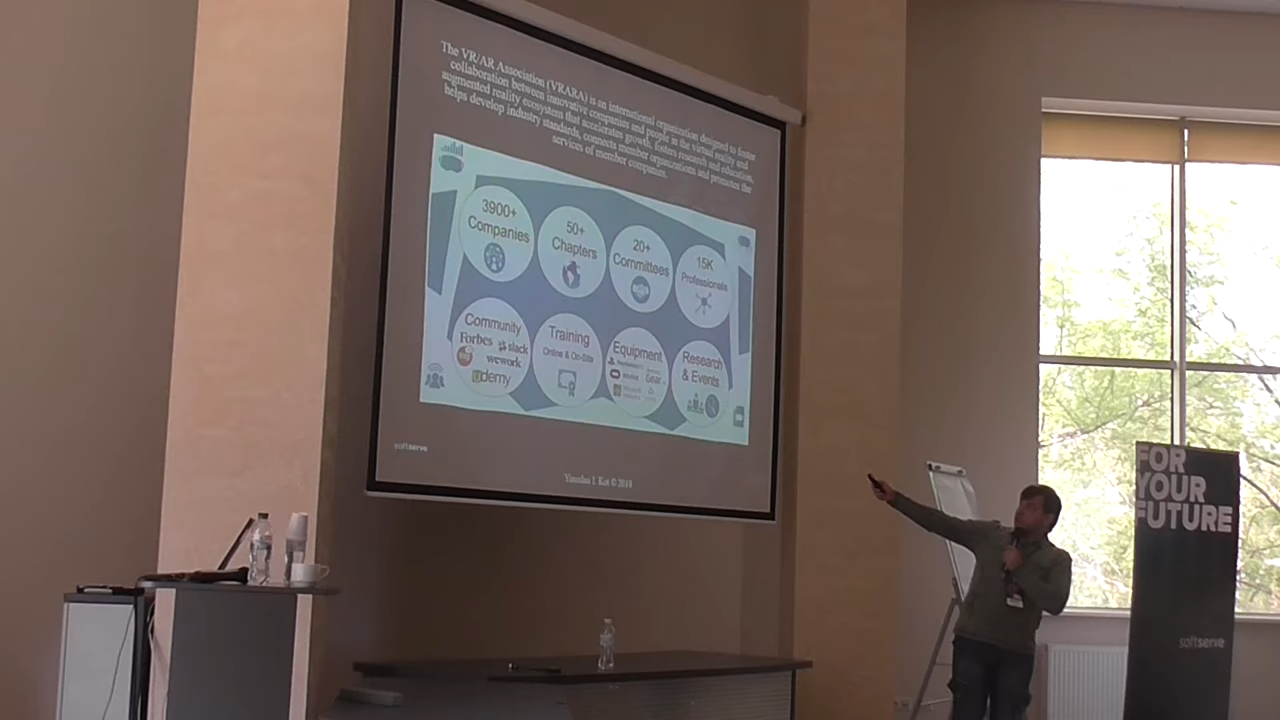 The VR/AR Association (VRARA) is an international organization designed to foster
collaboration between innovative companies and people in the virtual reality and
augmented reality ecosystem that accelerates growth, fosters research and education,
helps develop industry standards, connects member organizations and promotes the
services of member companies.
3900+
Companies
50+
Chapters
20+
Committees
15K
Professionals
Community
Forbes
slack
wework
udemy
Training
Online & On-Site
Equipment
Gear
Research
& Events
softserve
Yaroslav I. Kot © 2018
FOR
YOUR
FUTURE
softserve